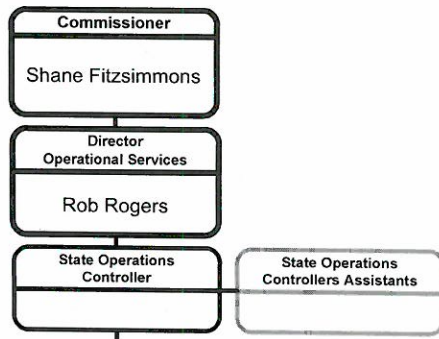 Commissioner
Shane Fitzsimmons
Director
Operational Services
Rob Rogers
State Operations
Controller
State Operations
Controllers Assistants